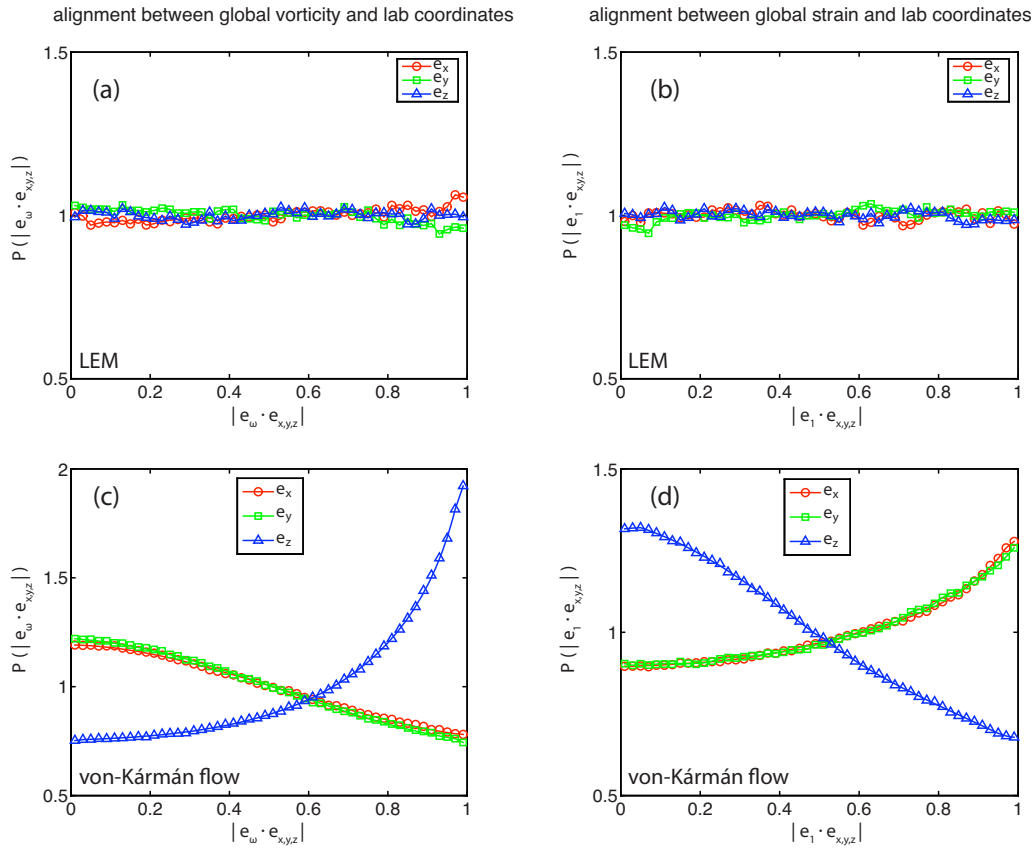 alignment between global vorticity and lab coordinates
alignment between global strain and lab coordinates
(a)
e_x
e_y
e_z
1.5
1
0.5
P ( | e_ω · e_x,y,z | )
LEM
0 0.2 0.4 0.6 0.8 1
| e_ω · e_x,y,z |
(b)
e_x
e_y
e_z
1.5
1
0.5
P ( | e_1 · e_x,y,z | )
LEM
0 0.2 0.4 0.6 0.8 1
| e_1 · e_x,y,z |
(c)
e_x
e_y
e_z
2
1.5
1
0.5
P ( | e_ω · e_x,y,z | )
von-Kármán flow
0 0.2 0.4 0.6 0.8 1
| e_ω · e_x,y,z |
(d)
e_x
e_y
e_z
1.5
1
0.5
P ( | e_1 · e_x,y,z | )
von-Kármán flow
0 0.2 0.4 0.6 0.8 1
| e_1 · e_x,y,z |